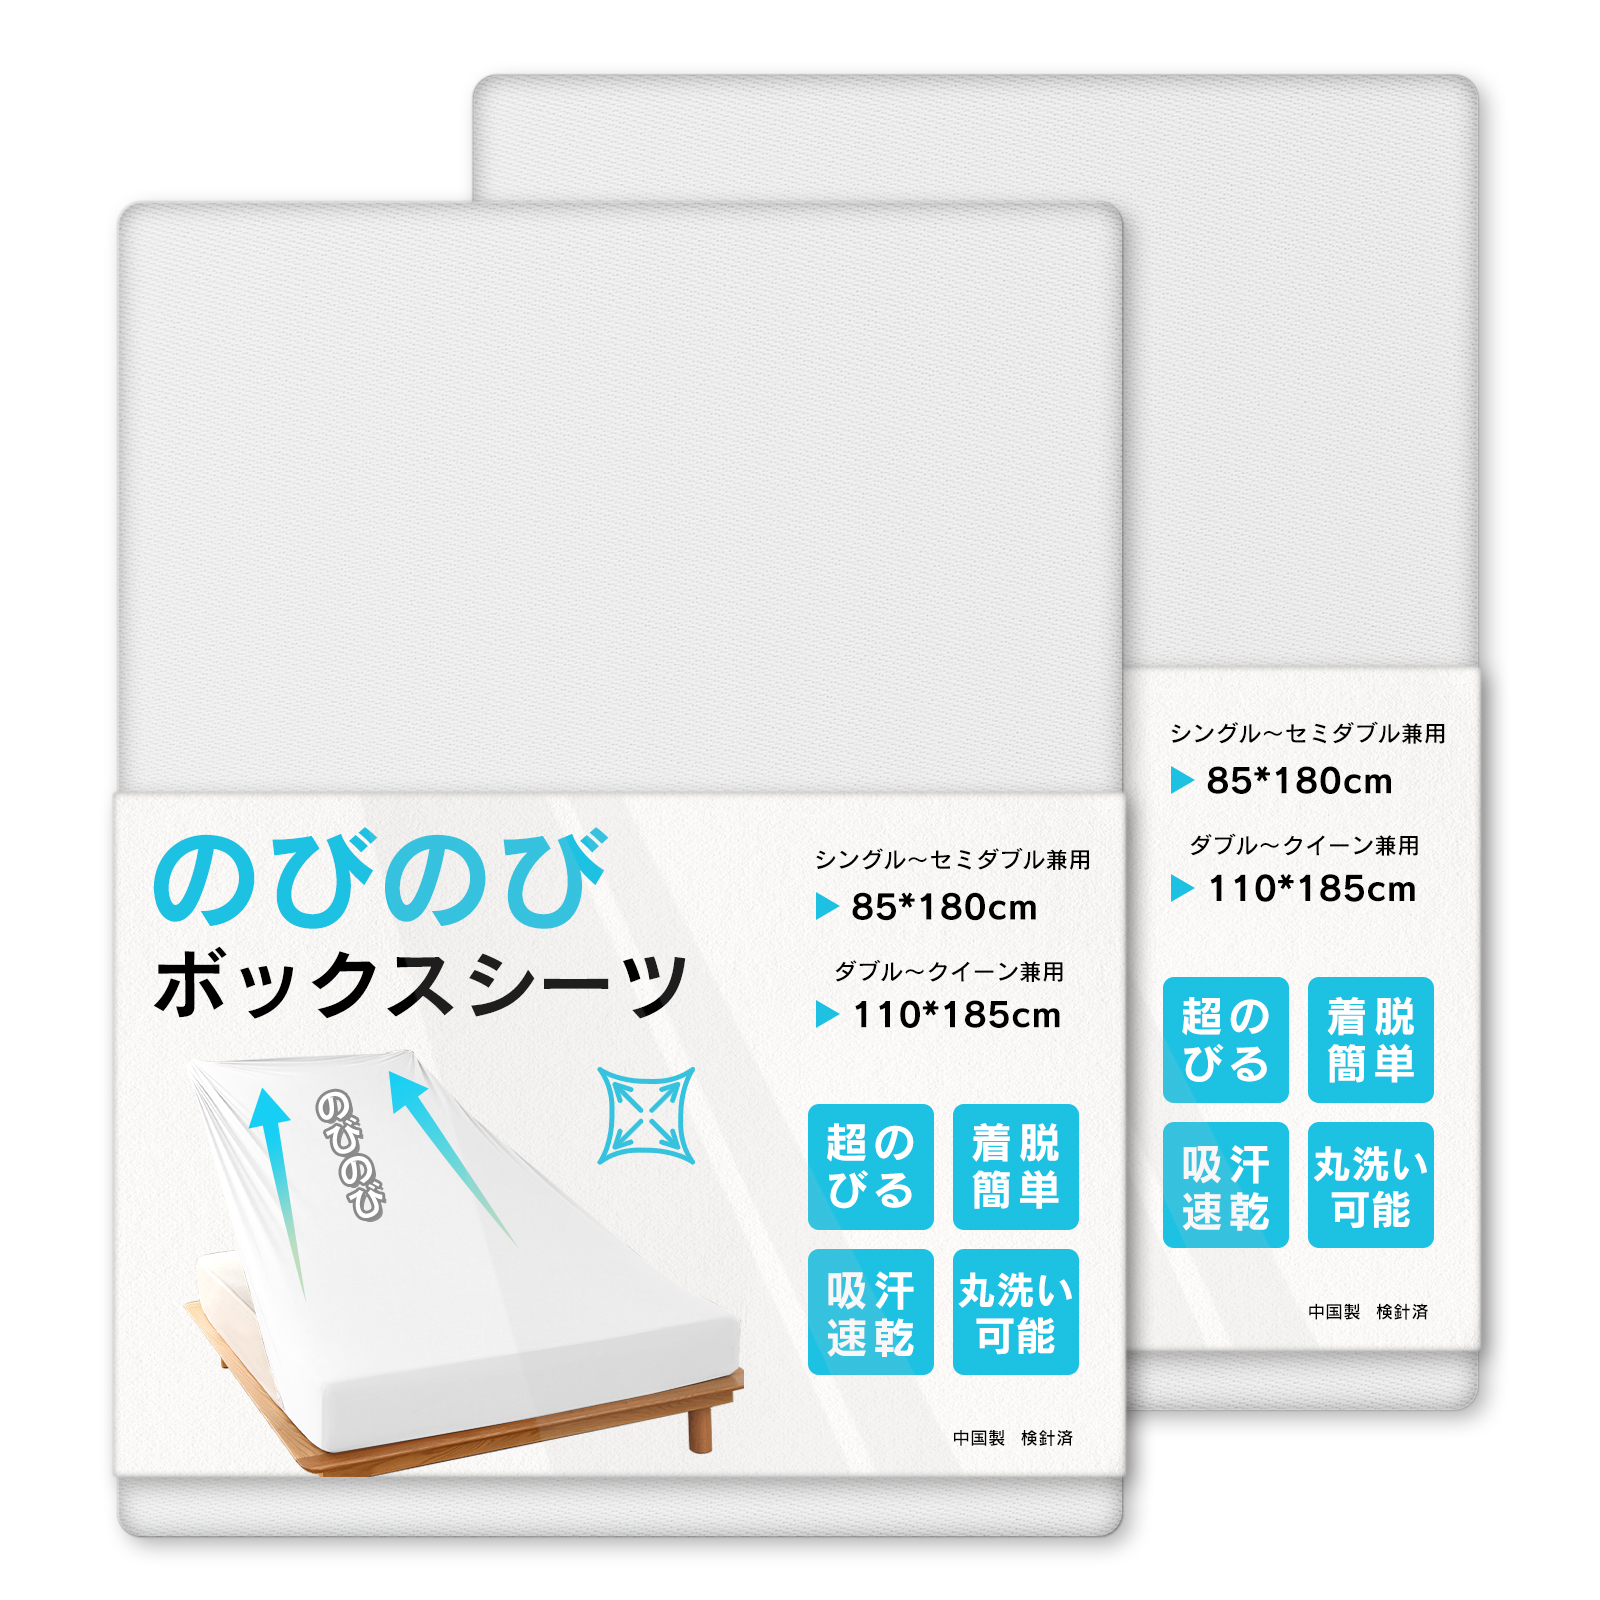 のびのび
ボックスシーツ
のびのび
シングル～セミダブル兼用
85*180cm
ダブル～クイーン兼用
110*185cm
超の
びる
着脱
簡単
吸汗
速乾
丸洗い
可能
中国製 検針済
シングル～セミダブル兼用
85*180cm
ダブル～クイーン兼用
110*185cm
超の
びる
着脱
簡単
吸汗
速乾
丸洗い
可能
中国製 検針済